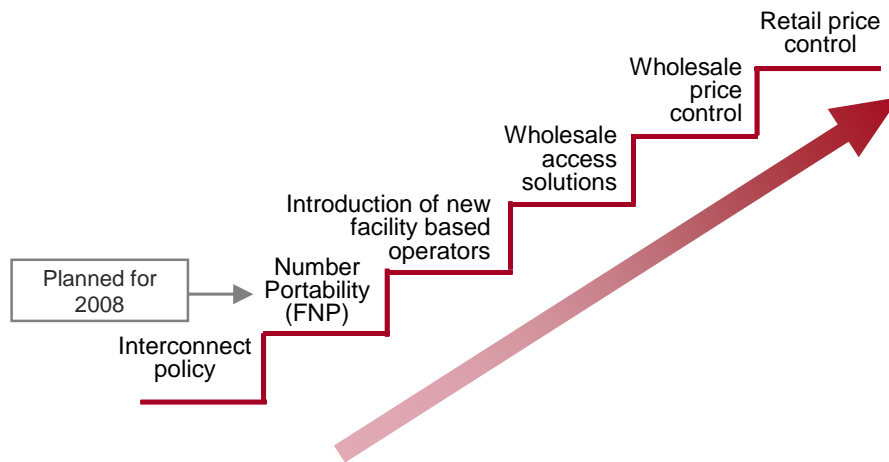 Retail price
control
Wholesale
price
control
Wholesale
access
solutions
Introduction of new
facility based
operators
Number
Portability
(FNP)
Planned for
2008
Interconnect
policy